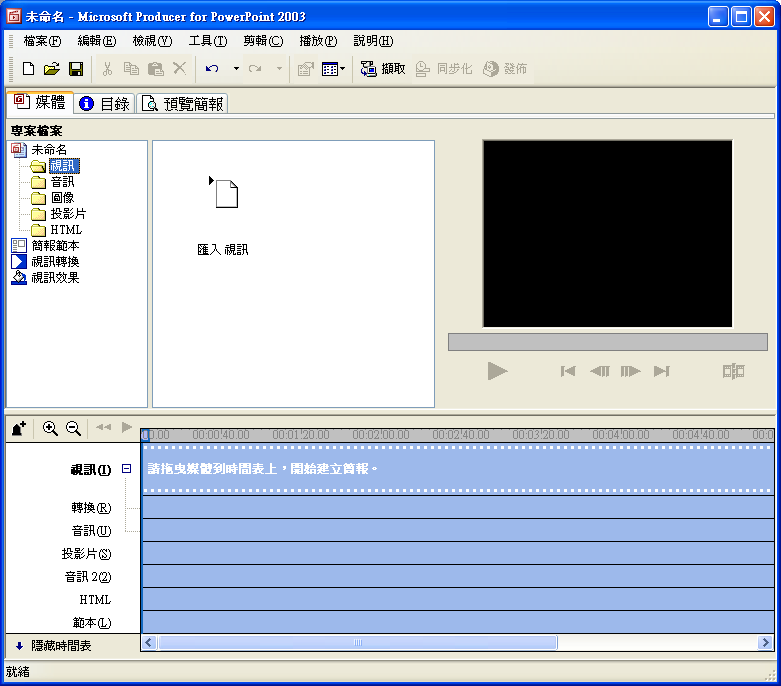 未命名 - Microsoft Producer for PowerPoint 2003
檔案(F) 編輯(E) 檢視(V) 工具(T) 剪輯(C) 播放(P) 說明(H)
擷取 同步化 發佈
媒體 目錄 預覽簡報
專案檔案
未命名
視訊
音訊
圖像
投影片
HTML
簡報範本
視訊轉換
視訊效果
匯入 視訊
00:00:40.00 00:01:20.00 00:02:00.00 00:02:40.00 00:03:20.00 00:04:00.00 00:04:40.00
視訊(I)
請拖曳媒體到時間表上，開始建立簡報。
轉換(R)
音訊(U)
投影片(S)
音訊 2(2)
HTML
範本(L)
隱藏時間表
就緒